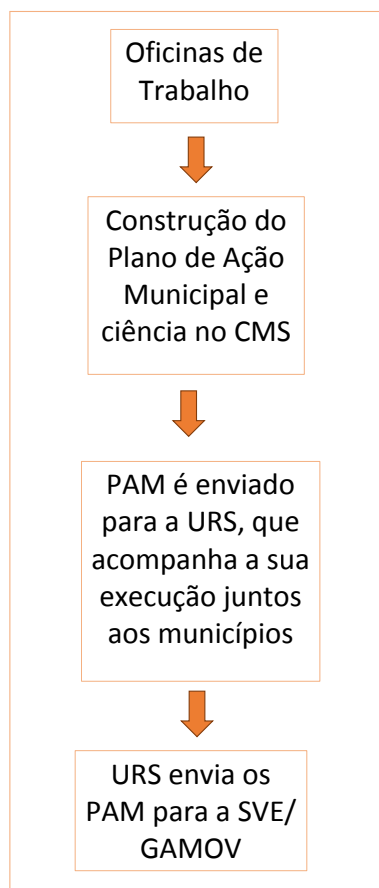 Oficinas de
Trabalho
Construção do
Plano de Ação
Municipal e
ciência no CMS
PAM é enviado
para a URS, que
acompanha a sua
execução juntos
aos municípios
URS envia os
PAM para a SVE/
GAMOV